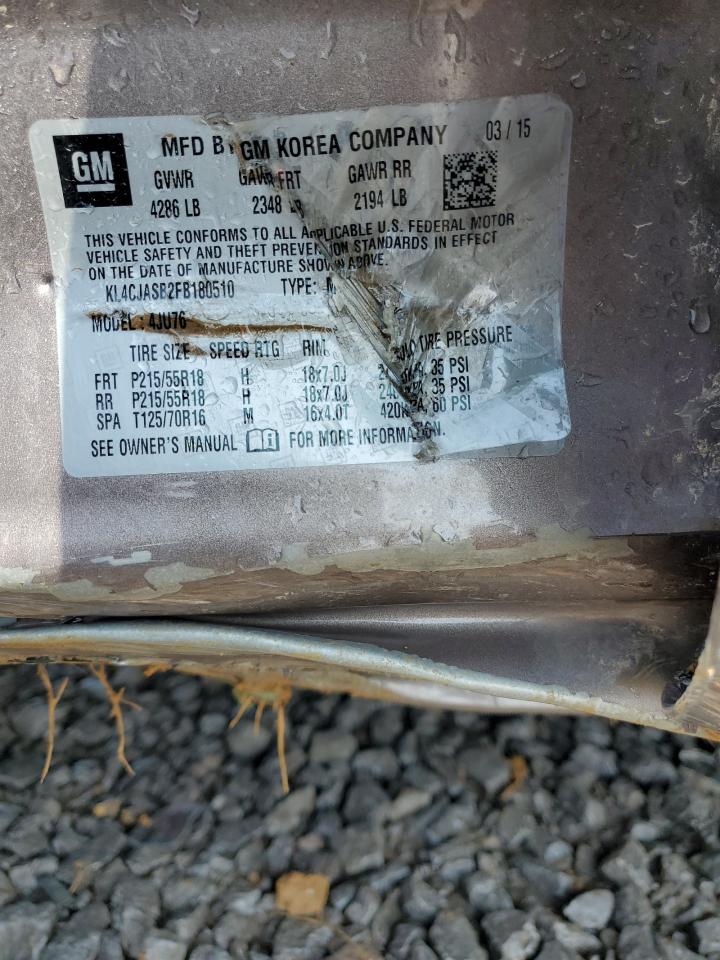 GM
MFD BY GM KOREA COMPANY 03 / 15
GVWR GAWR FRT GAWR RR
4286 LB 2348 LB 2194 LB
THIS VEHICLE CONFORMS TO ALL APPLICABLE U.S. FEDERAL MOTOR
VEHICLE SAFETY AND THEFT PREVENTION STANDARDS IN EFFECT
ON THE DATE OF MANUFACTURE SHOWN ABOVE.
KL4CJASB2FB180510 TYPE: M
MODEL: 4JU76
TIRE SIZE SPEED RTG RIM COLD TIRE PRESSURE
FRT P215/55R18 H 18x7.0J 35 PSI
RR P215/55R18 H 18x7.0J 35 PSI
SPA T125/70R16 M 16x4.0T 420KPA, 60 PSI
SEE OWNER'S MANUAL FOR MORE INFORMATION.